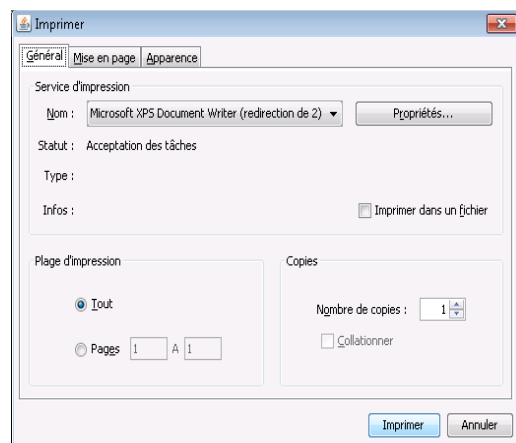 Imprimer
Général Mise en page Apparence
Service d'impression
Nom : Microsoft XPS Document Writer (redirection de 2) Propriétés...
Statut : Acceptation des tâches
Type :
Infos : Imprimer dans un fichier
Plage d'impression
Tout
Pages 1 A 1
Copies
Nombre de copies : 1
Collationner
Imprimer Annuler